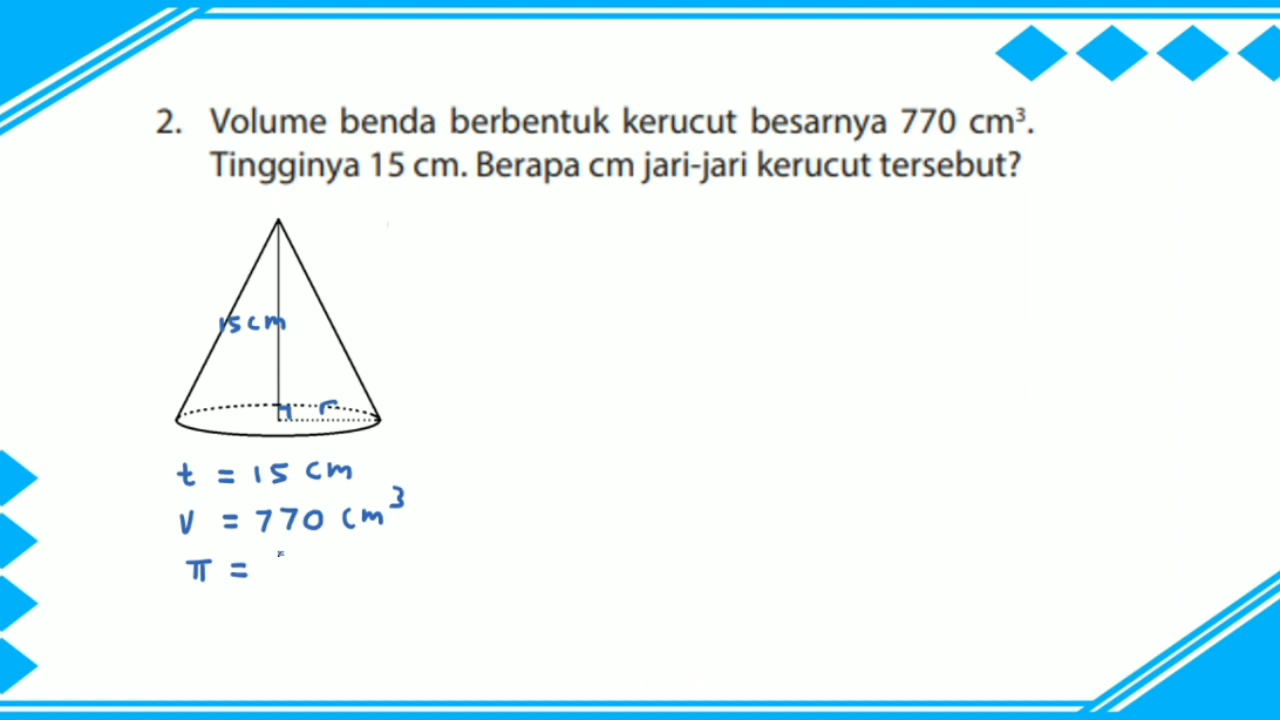 2. Volume benda berbentuk kerucut besarnya 770 cm³.
Tingginya 15 cm. Berapa cm jari-jari kerucut tersebut?
15 cm
r
t = 15 cm
V = 770 cm³
π =